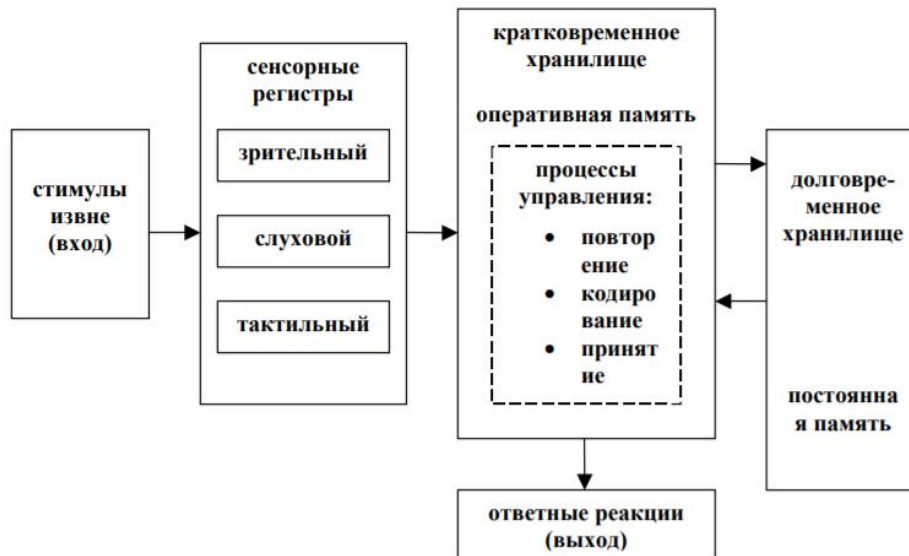 стимулы
извне
(вход)
сенсорные
регистры
зрительный
слуховой
тактильный
кратковременное
хранилище
оперативная память
процессы
управления:
• повтор
ение
• кодиро
вание
• принят
ие
долговре-
менное
хранилище
постоянна
я память
ответные реакции
(выход)